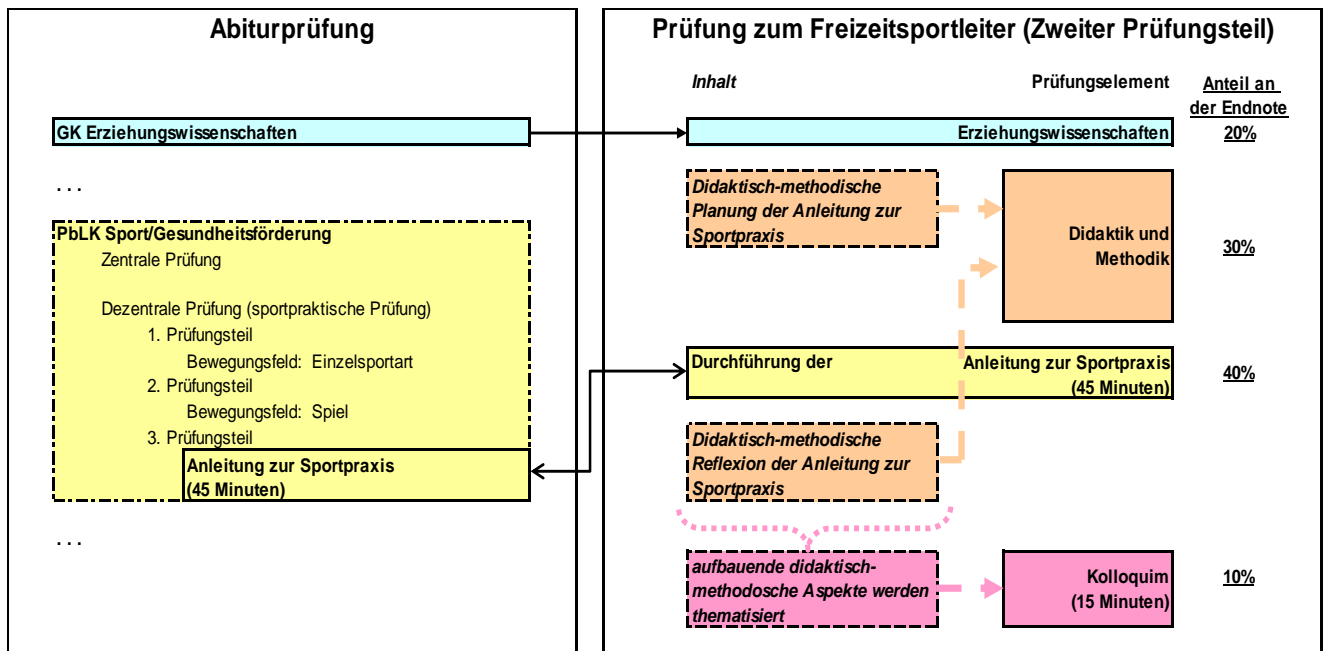 Abiturprüfung
GK Erziehungswissenschaften
. . .
PbLK Sport/Gesundheitsförderung
Zentrale Prüfung
Dezentrale Prüfung (sportpraktische Prüfung)
1. Prüfungsteil
Bewegungsfeld: Einzelsportart
2. Prüfungsteil
Bewegungsfeld: Spiel
3. Prüfungsteil
Anleitung zur Sportpraxis
(45 Minuten)
. . .
Prüfung zum Freizeitsportleiter (Zweiter Prüfungsteil)
Inhalt
Prüfungselement
Anteil an
der Endnote
Erziehungswissenschaften
20%
Didaktisch-methodische
Planung der Anleitung zur
Sportpraxis
Didaktik und
Methodik
30%
Durchführung der
Anleitung zur Sportpraxis
(45 Minuten)
40%
Didaktisch-methodische
Reflexion der Anleitung zur
Sportpraxis
aufbauende didaktisch-
methodosche Aspekte werden
thematisiert
Kolloquim
(15 Minuten)
10%